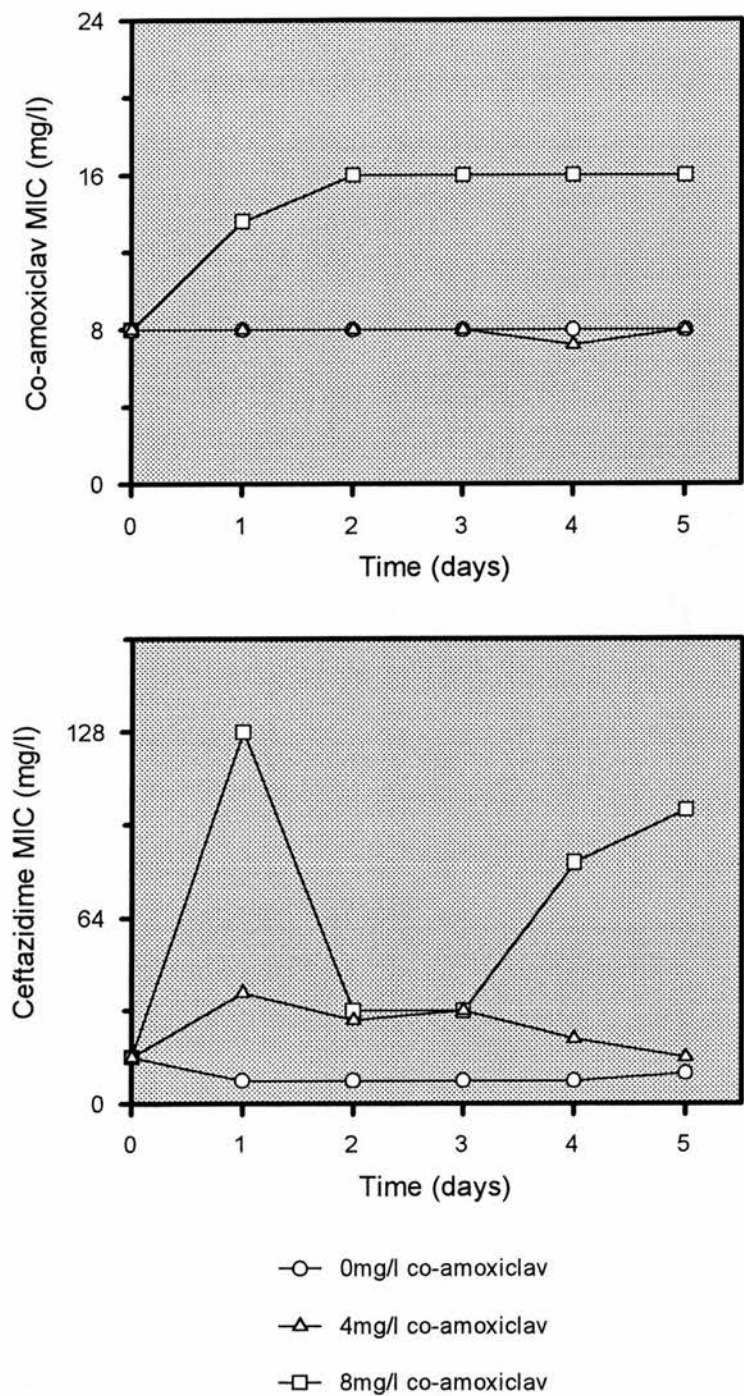 24
16
8
0
Co-amoxiclav MIC (mg/l)
0 1 2 3 4 5
Time (days)
128
64
0
Ceftazidime MIC (mg/l)
0 1 2 3 4 5
Time (days)
0mg/l co-amoxiclav
4mg/l co-amoxiclav
8mg/l co-amoxiclav